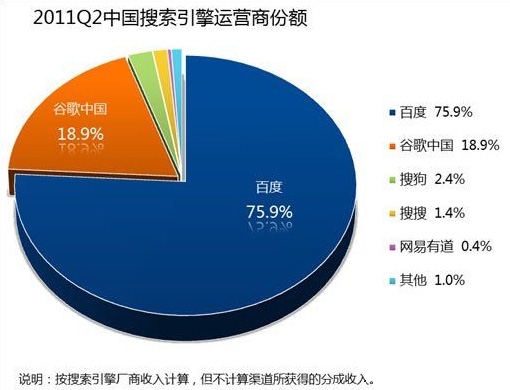 2011Q2中国搜索引擎运营商份额
谷歌中国
18.9%
百度
75.9%
百度 75.9%
谷歌中国 18.9%
搜狗 2.4%
搜搜 1.4%
网易有道 0.4%
其他 1.0%
说明：按搜索引擎厂商收入计算，但不计算渠道所获得的分成收入。